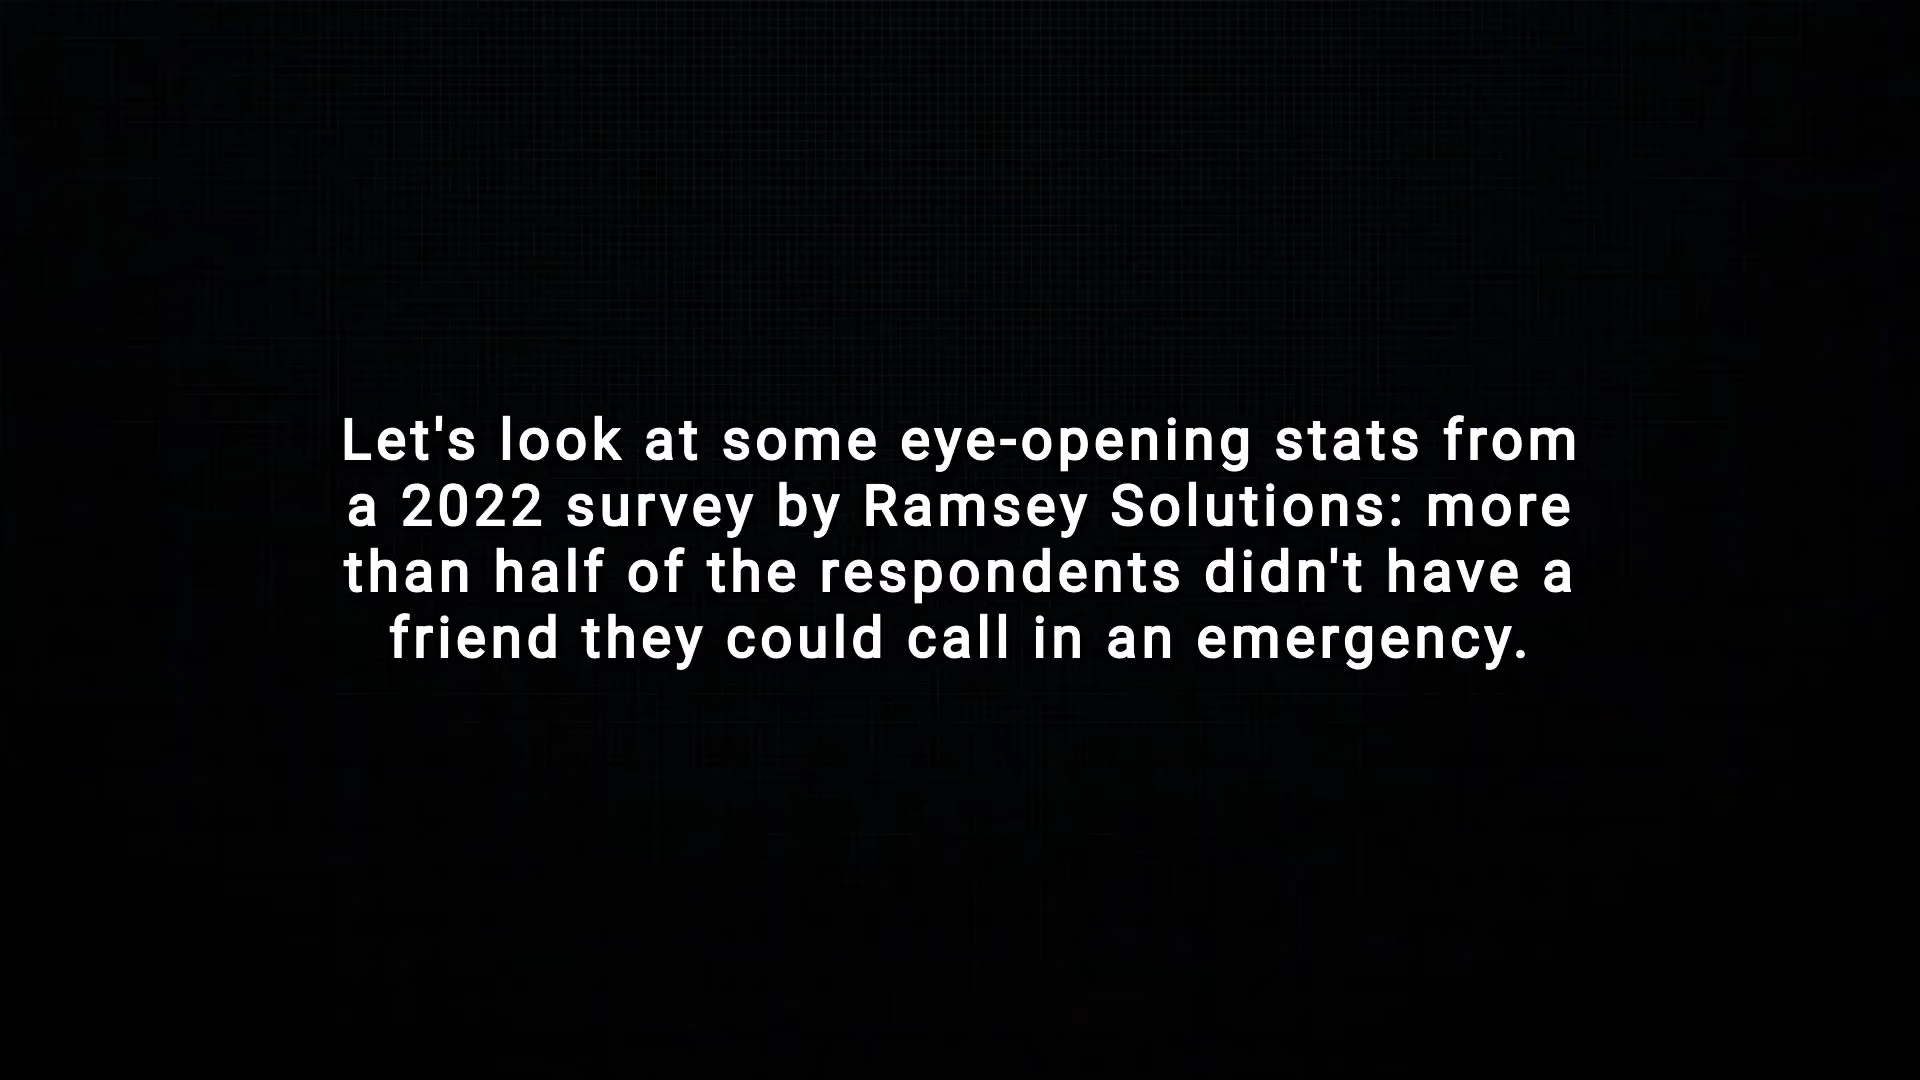 Let's look at some eye-opening stats from
a 2022 survey by Ramsey Solutions: more
than half of the respondents didn't have a
friend they could call in an emergency.